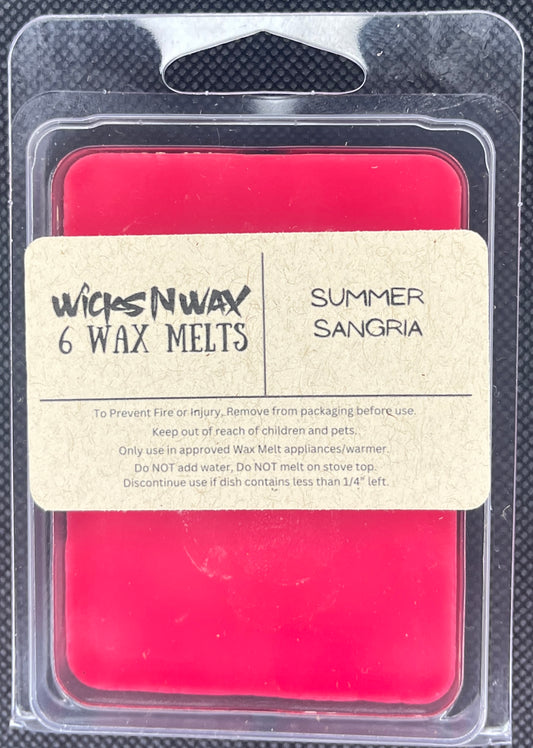 WICKS N WAX
6 WAX MELTS
SUMMER
SANGRIA
To Prevent Fire or Injury, Remove from packaging before use.
Keep out of reach of children and pets.
Only use in approved Wax Melt appliances/warmer.
Do NOT add water, Do NOT melt on stove top.
Discontinue use if dish contains less than 1/4" left.